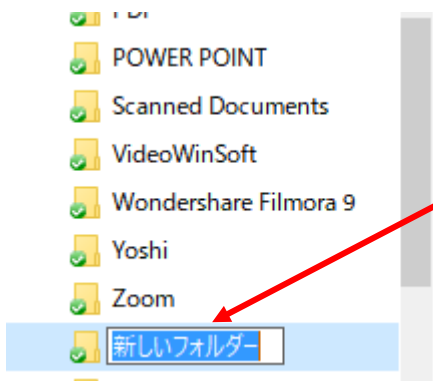 POWER POINT
Scanned Documents
VideoWinSoft
Wondershare Filmora 9
Yoshi
Zoom
新しいフォルダー